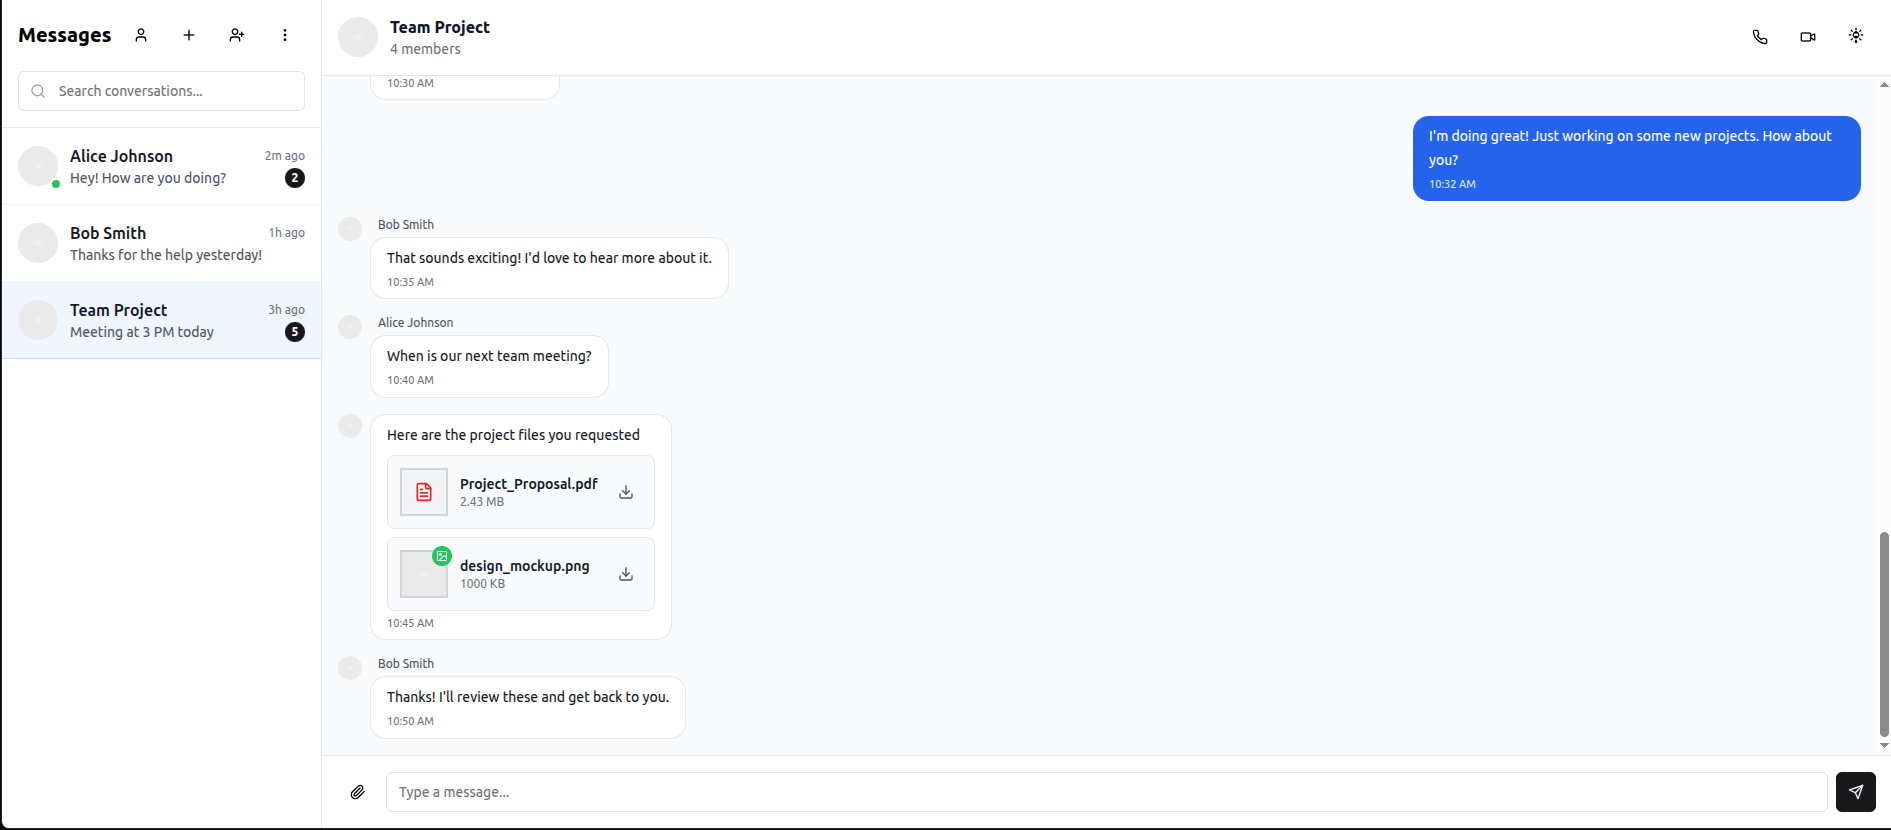 Messages
Search conversations...
Alice Johnson
2m ago
Hey! How are you doing?
2
Bob Smith
1h ago
Thanks for the help yesterday!
Team Project
3h ago
Meeting at 3 PM today
5
Team Project
4 members
10:30 AM
I'm doing great! Just working on some new projects. How about
you?
10:32 AM
Bob Smith
That sounds exciting! I'd love to hear more about it.
10:35 AM
Alice Johnson
When is our next team meeting?
10:40 AM
Here are the project files you requested
Project_Proposal.pdf
2.43 MB
design_mockup.png
1000 KB
10:45 AM
Bob Smith
Thanks! I'll review these and get back to you.
10:50 AM
Type a message...